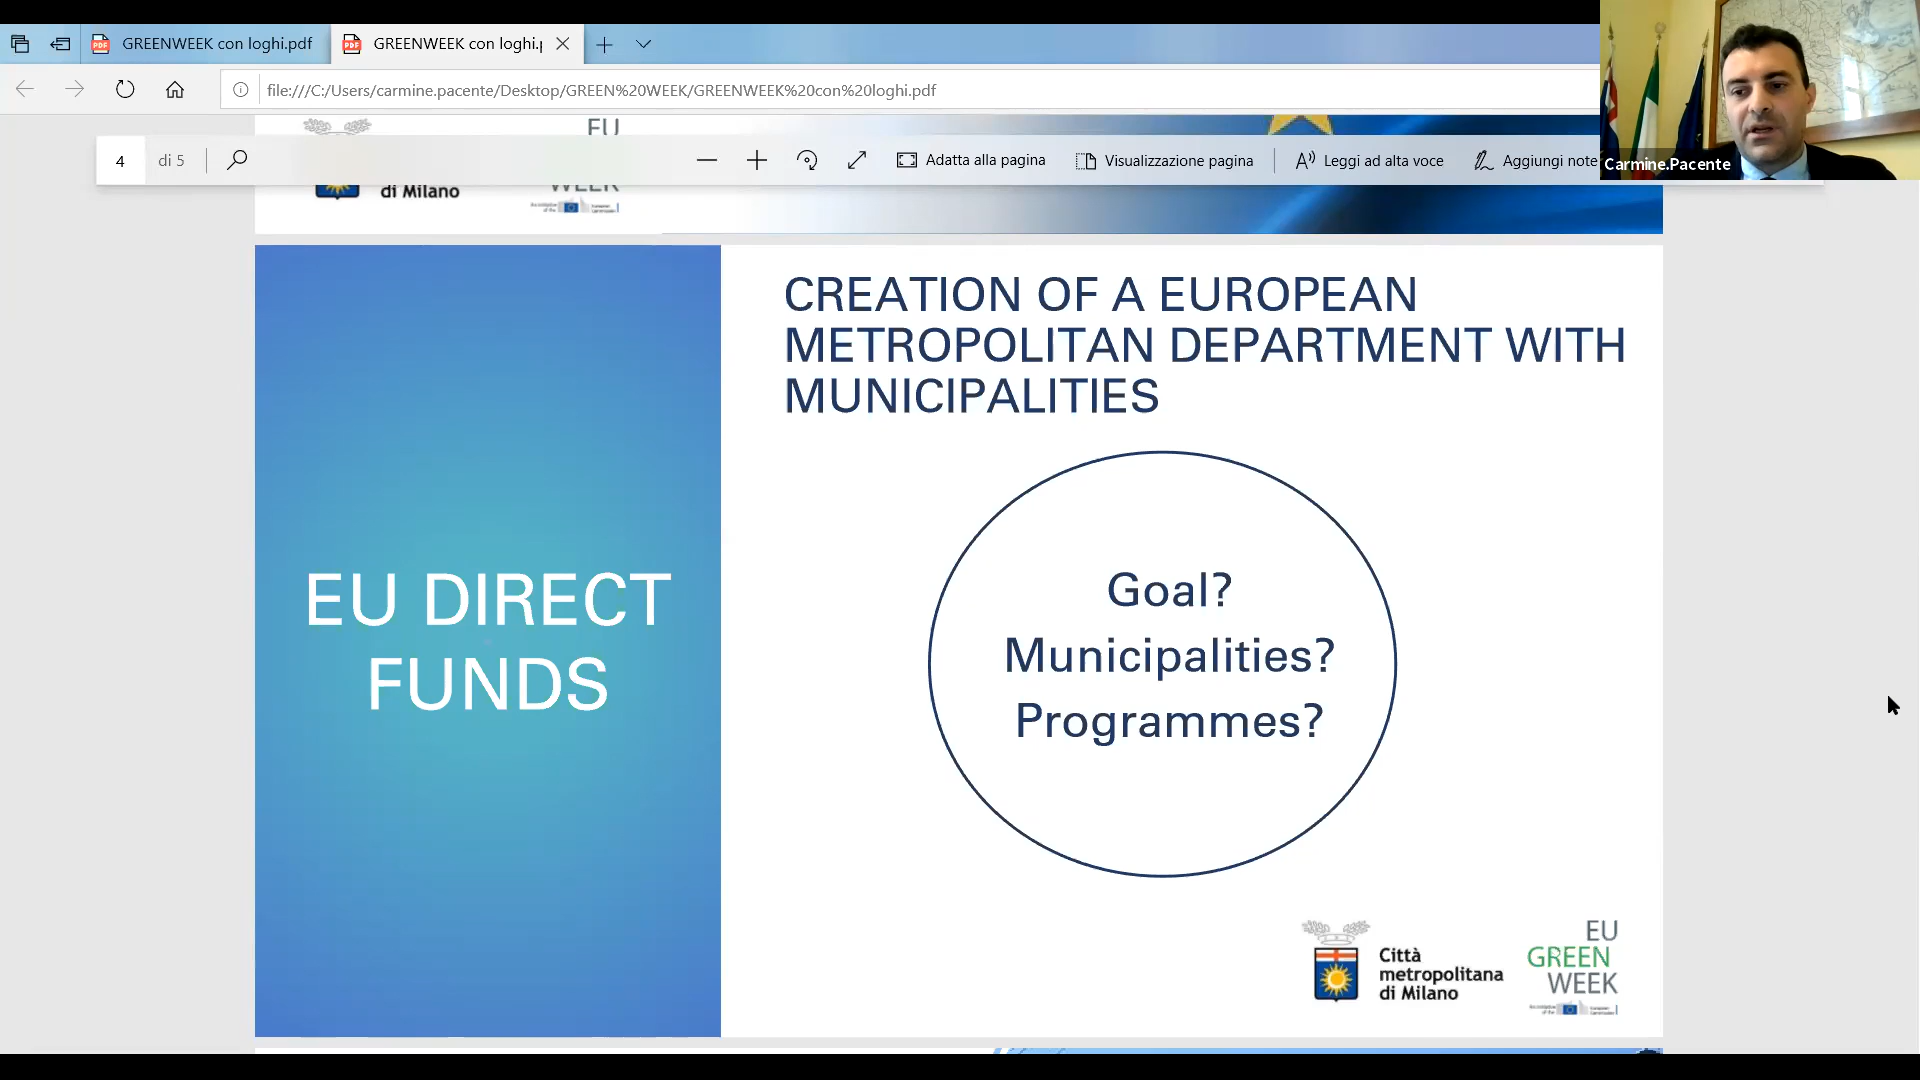 GREENWEEK con loghi.pdf
GREENWEEK con loghi.p
file:///C:/Users/carmine.pacente/Desktop/GREEN%20WEEK/GREENWEEK%20con%20loghi.pdf
4 di 5
Adatta alla pagina
Visualizzazione pagina
Leggi ad alta voce
Aggiungi note
Carmine.Pacente
EU
WEEK
di Milano
EU DIRECT
FUNDS
CREATION OF A EUROPEAN
METROPOLITAN DEPARTMENT WITH
MUNICIPALITIES
Goal?
Municipalities?
Programmes?
Città
metropolitana
di Milano
EU
GREEN
WEEK